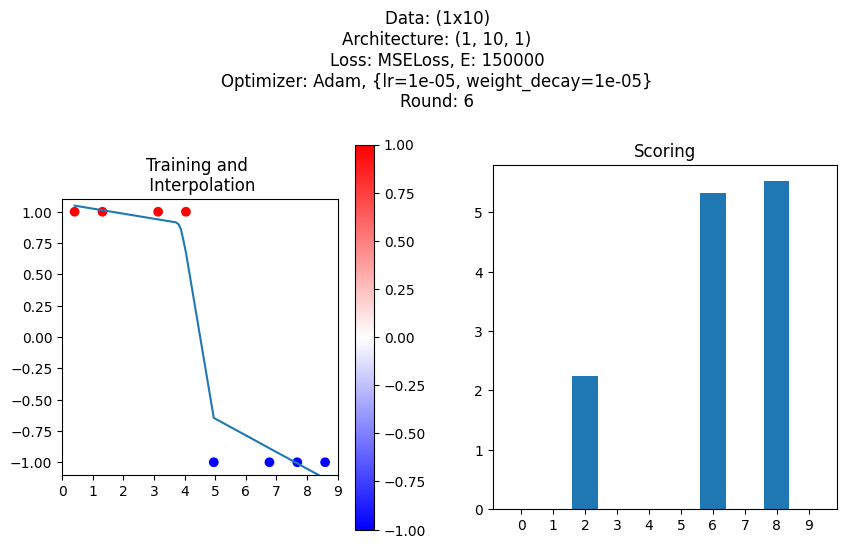 Data: (1x10)
Architecture: (1, 10, 1)
Loss: MSELoss, E: 150000
Optimizer: Adam, {lr=1e-05, weight_decay=1e-05}
Round: 6
Training and
Interpolation
1.00
0.75
0.50
0.25
0.00
−0.25
−0.50
−0.75
−1.00
0 1 2 3 4 5 6 7 8 9
1.00
0.75
0.50
0.25
0.00
−0.25
−0.50
−0.75
−1.00
Scoring
5
4
3
2
1
0
0 1 2 3 4 5 6 7 8 9